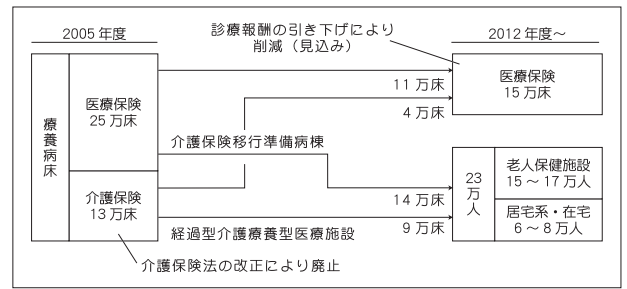 診療報酬の引き下げにより
削減（見込み）
2005年度
2012年度～
医療保険
25万床
療養病床
介護保険
13万床
11万床
4万床
医療保険
15万床
介護保険移行準備病棟
14万床
9万床
経過型介護療養型医療施設
23万人
老人保健施設
15～17万人
居宅系・在宅
6～8万人
介護保険法の改正により廃止